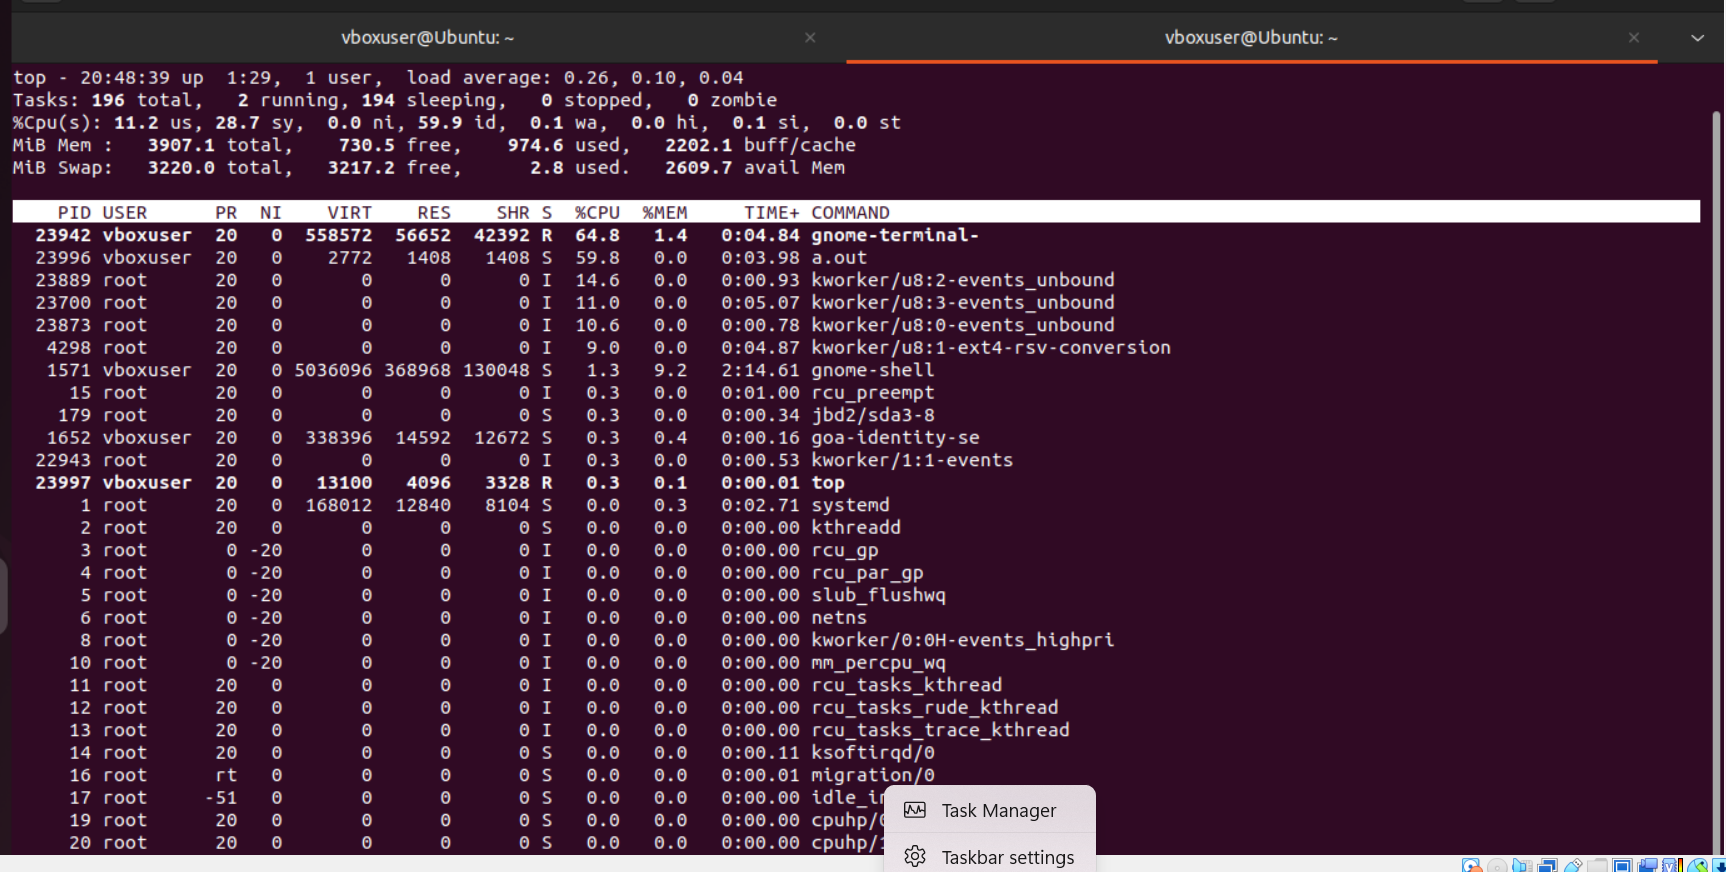 vboxuser@Ubuntu: ~ vboxuser@Ubuntu: ~
top - 20:48:39 up 1:29, 1 user, load average: 0.26, 0.10, 0.04
Tasks: 196 total, 2 running, 194 sleeping, 0 stopped, 0 zombie
%Cpu(s): 11.2 us, 28.7 sy, 0.0 ni, 59.9 id, 0.1 wa, 0.0 hi, 0.1 si, 0.0 st
MiB Mem : 3907.1 total, 730.5 free, 974.6 used, 2202.1 buff/cache
MiB Swap: 3220.0 total, 3217.2 free, 2.8 used. 2609.7 avail Mem
PID USER PR NI VIRT RES SHR S %CPU %MEM TIME+ COMMAND
23942 vboxuser 20 0 558572 56652 42392 R 64.8 1.4 0:04.84 gnome-terminal-
23996 vboxuser 20 0 2772 1408 1408 S 59.8 0.0 0:03.98 a.out
23889 root 20 0 0 0 0 I 14.6 0.0 0:00.93 kworker/u8:2-events_unbound
23700 root 20 0 0 0 0 I 11.0 0.0 0:05.07 kworker/u8:3-events_unbound
23873 root 20 0 0 0 0 I 10.6 0.0 0:00.78 kworker/u8:0-events_unbound
4298 root 20 0 0 0 0 I 9.0 0.0 0:04.87 kworker/u8:1-ext4-rsv-conversion
1571 vboxuser 20 0 5036096 368968 130048 S 1.3 9.2 2:14.61 gnome-shell
15 root 20 0 0 0 0 I 0.3 0.0 0:01.00 rcu_preempt
179 root 20 0 0 0 0 S 0.3 0.0 0:00.34 jbd2/sda3-8
1652 vboxuser 20 0 338396 14592 12672 S 0.3 0.4 0:00.16 goa-identity-se
22943 root 20 0 0 0 0 I 0.3 0.0 0:00.53 kworker/1:1-events
23997 vboxuser 20 0 13100 4096 3328 R 0.3 0.1 0:00.01 top
1 root 20 0 168012 12840 8104 S 0.0 0.3 0:02.71 systemd
2 root 20 0 0 0 0 S 0.0 0.0 0:00.00 kthreadd
3 root 0 -20 0 0 0 I 0.0 0.0 0:00.00 rcu_gp
4 root 0 -20 0 0 0 I 0.0 0.0 0:00.00 rcu_par_gp
5 root 0 -20 0 0 0 I 0.0 0.0 0:00.00 slub_flushwq
6 root 0 -20 0 0 0 I 0.0 0.0 0:00.00 netns
8 root 0 -20 0 0 0 I 0.0 0.0 0:00.00 kworker/0:0H-events_highpri
10 root 0 -20 0 0 0 I 0.0 0.0 0:00.00 mm_percpu_wq
11 root 20 0 0 0 0 I 0.0 0.0 0:00.00 rcu_tasks_kthread
12 root 20 0 0 0 0 I 0.0 0.0 0:00.00 rcu_tasks_rude_kthread
13 root 20 0 0 0 0 I 0.0 0.0 0:00.00 rcu_tasks_trace_kthread
14 root 20 0 0 0 0 S 0.0 0.0 0:00.11 ksoftirqd/0
16 root rt 0 0 0 0 S 0.0 0.0 0:00.01 migration/0
17 root -51 0 0 0 0 S 0.0 0.0 0:00.00
19 root 20 0 0 0 0 S 0.0 0.0 0:00.00
20 root 20 0 0 0 0 S 0.0 0.0 0:00.00
Task Manager
Taskbar settings